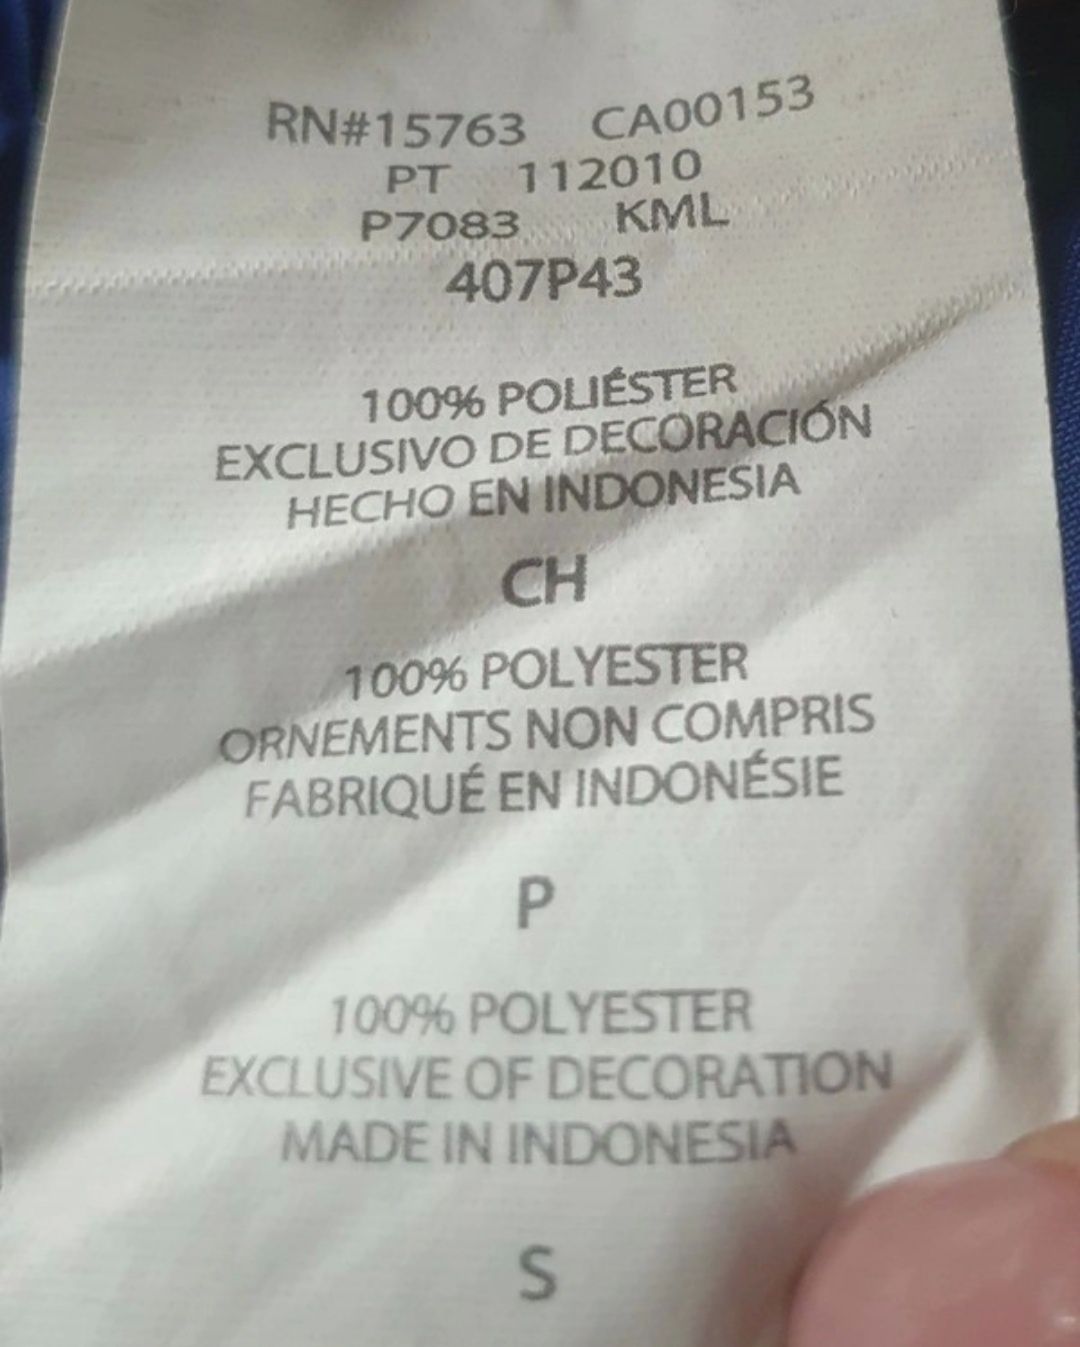 RN#15763 CA00153
PT 112010
P7083 KML
407P43
100% POLIÉSTER
EXCLUSIVO DE DECORACIÓN
HECHO EN INDONESIA
CH
100% POLYESTER
ORNEMENTS NON COMPRIS
FABRIQUÉ EN INDONÉSIE
P
100% POLYESTER
EXCLUSIVE OF DECORATION
MADE IN INDONESIA
S